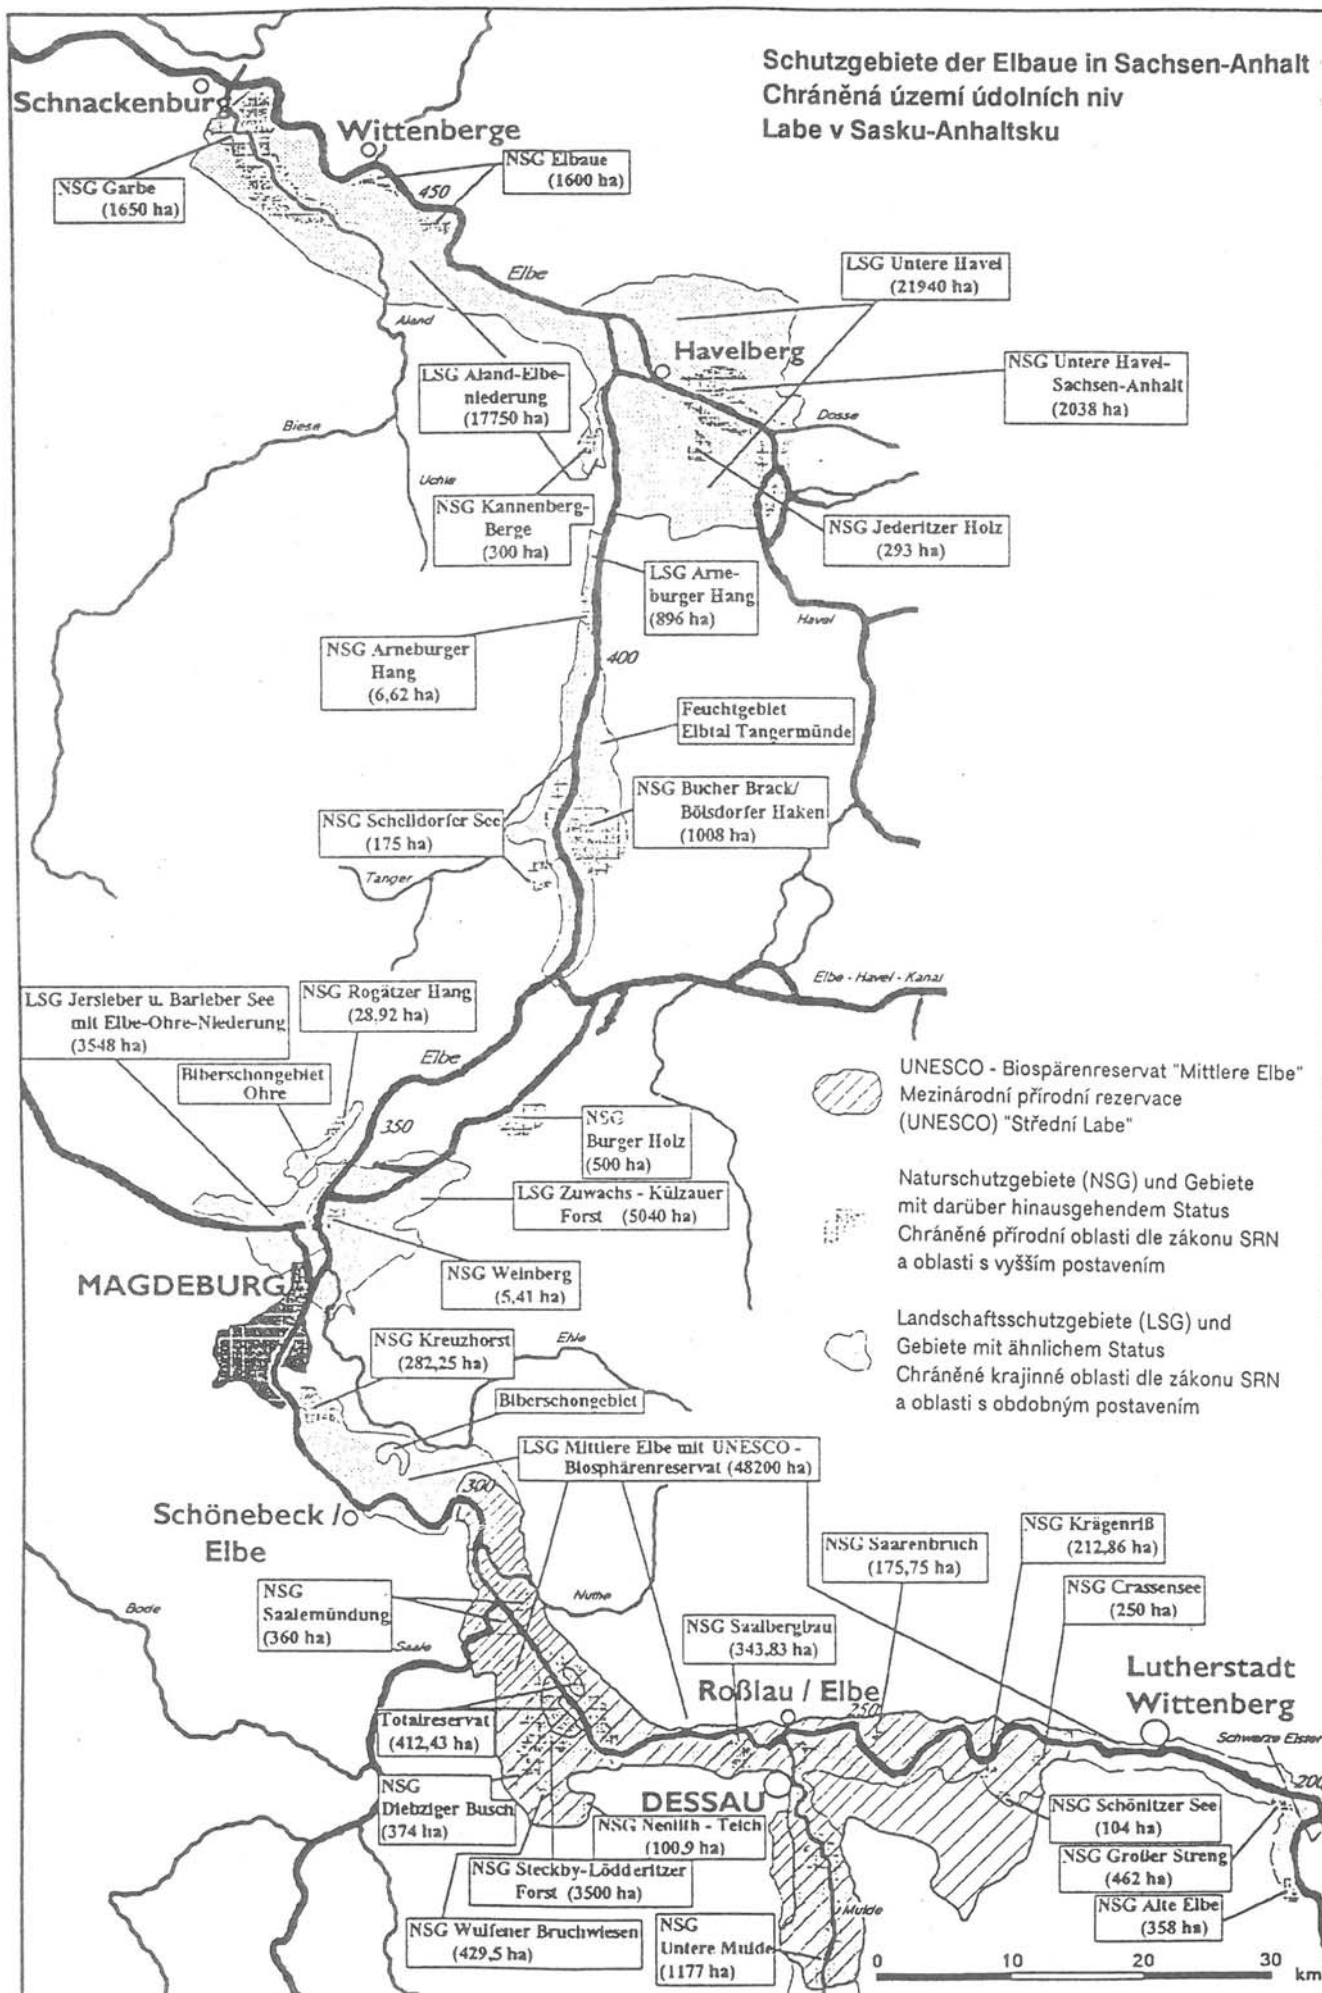 Schutzgebiete der Elbaue in Sachsen-Anhalt
Chráněná území údolních niv
Labe v Sasku-Anhaltsku
Schnackenburg
Wittenberge
NSG Elbaue
(1600 ha)
NSG Garbe
(1650 ha)
450
Elbe
LSG Untere Havel
(21940 ha)
Aland
Havelberg
LSG Aland-Elbe-
niederung
(17750 ha)
NSG Untere Havel-
Sachsen-Anhalt
(2038 ha)
Dosse
Biese
Uchte
NSG Kannenberg-
Berge
(300 ha)
NSG Jederitzer Holz
(293 ha)
LSG Arne-
burger Hang
(896 ha)
Havel
NSG Arneburger
Hang
(6,62 ha)
400
Feuchtgebiet
Elbtal Tangermünde
NSG Bucher Brack/
Bölsdorfer Haken
(1008 ha)
NSG Schelldorfer See
(175 ha)
Tanger
Elbe - Havel - Kanal
LSG Jersleber u. Barleber See
mit Elbe-Ohre-Niederung
(3548 ha)
NSG Rogätzer Hang
(28,92 ha)
Elbe
Biberschongebiet
Ohre
350
NSG
Burger Holz
(500 ha)
LSG Zuwachs - Külzauer
Forst (5040 ha)
UNESCO - Biospärenreservat "Mittlere Elbe"
Mezinárodní přírodní rezervace
(UNESCO) "Střední Labe"
Naturschutzgebiete (NSG) und Gebiete
mit darüber hinausgehendem Status
Chráněné přírodní oblasti dle zákonu SRN
a oblasti s vyšším postavením
MAGDEBURG
NSG Weinberg
(5,41 ha)
Landschaftsschutzgebiete (LSG) und
Gebiete mit ähnlichem Status
Chráněné krajinné oblasti dle zákonu SRN
a oblasti s obdobným postavením
NSG Kreuzhorst
(282,25 ha)
Ehle
Biberschongebiet
LSG Mittlere Elbe mit UNESCO -
Biosphärenreservat (48200 ha)
300
Schönebeck /
Elbe
NSG Saarenbruch
(175,75 ha)
NSG Krägenriß
(212,86 ha)
NSG Crassensee
(250 ha)
Bode
NSG
Saalemündung
(360 ha)
Nuthe
Saale
NSG Saalbergbau
(343,83 ha)
Roßlau / Elbe
250
Lutherstadt
Wittenberg
Schwarze Elster
200
Totalreservat
(412,43 ha)
DESSAU
NSG
Diebziger Busch
(374 ha)
NSG Schönitzer See
(104 ha)
NSG Neolith - Teich
(100,9 ha)
NSG Großer Streng
(462 ha)
NSG Steckby-Lödderitzer
Forst (3500 ha)
NSG Alte Elbe
(358 ha)
NSG Wulfener Bruchwiesen
(429,5 ha)
Mulde
NSG
Untere Mulde
(1177 ha)
0 10 20 30
km